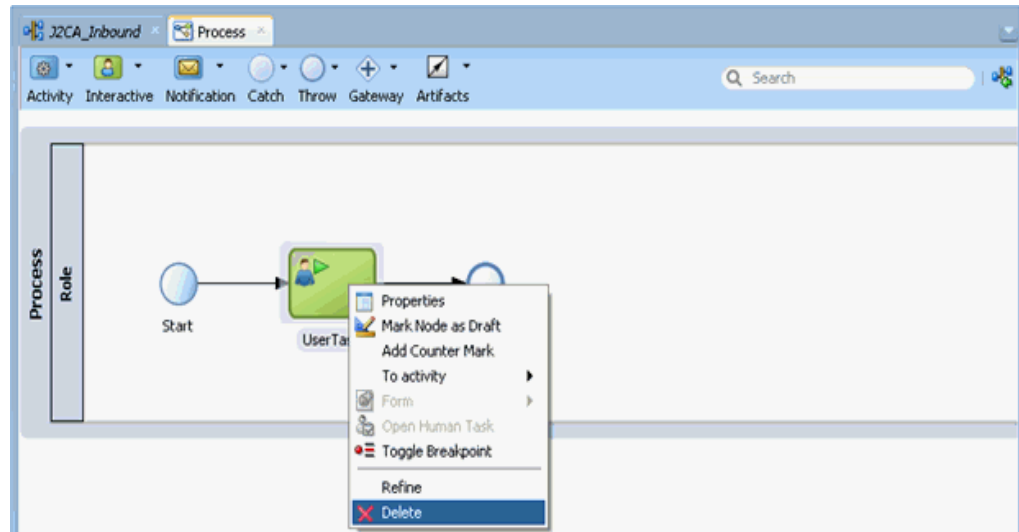 J2CA_Inbound
Process
Activity
Interactive
Notification
Catch
Throw
Gateway
Artifacts
Search
Process
Role
Start
UserTas
Properties
Mark Node as Draft
Add Counter Mark
To activity
Form
Open Human Task
Toggle Breakpoint
Refine
Delete